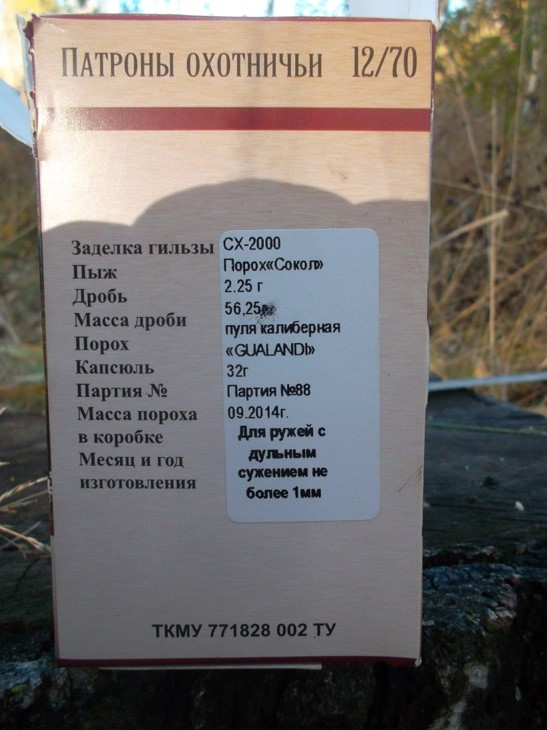 Патроны охотничьи 12/70
Заделка гильзы СХ-2000
Пыж Порох«Сокол»
Дробь 2.25 г
Масса дроби 56,25
Порох пуля калиберная
Капсюль «GUALANDI»
Партия № 32г
Масса пороха Партия №88
в коробке 09.2014г.
Месяц и год Для ружей с
изготовления дульным
сужением не
более 1мм
ТКМУ 771828 002 ТУ